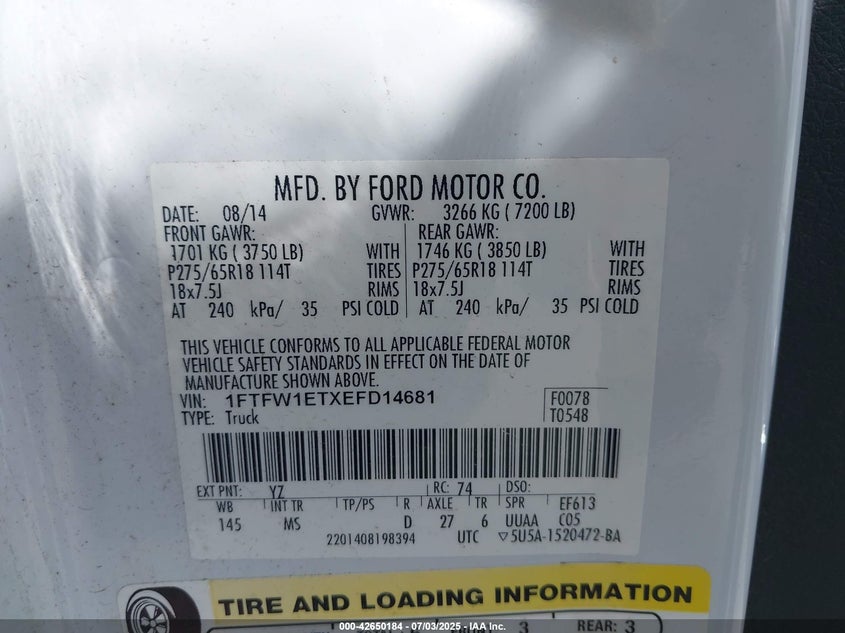 MFD. BY FORD MOTOR CO.
DATE: 08/14 GVWR: 3266 KG ( 7200 LB)
FRONT GAWR: REAR GAWR:
1701 KG ( 3750 LB) WITH 1746 KG ( 3850 LB) WITH
P275/65R18 114T TIRES P275/65R18 114T TIRES
18x7.5J RIMS 18x7.5J RIMS
AT 240 kPa/ 35 PSI COLD AT 240 kPa/ 35 PSI COLD
THIS VEHICLE CONFORMS TO ALL APPLICABLE FEDERAL MOTOR
VEHICLE SAFETY STANDARDS IN EFFECT ON THE DATE OF
MANUFACTURE SHOWN ABOVE.
VIN: 1FTFW1ETXEFD14681 F0078
TYPE: Truck T0548
EXT PNT: YZ RC: 74 DSO:
WB INT TR TP/PS R AXLE TR SPR EF613
145 MS D 27 6 UUAA C05
2201408198394 UTC ▽5U5A-1520472-BA
TIRE AND LOADING INFORMATION
3 REAR: 3
000-42650184 - 07/03/2025 - IAAI.com